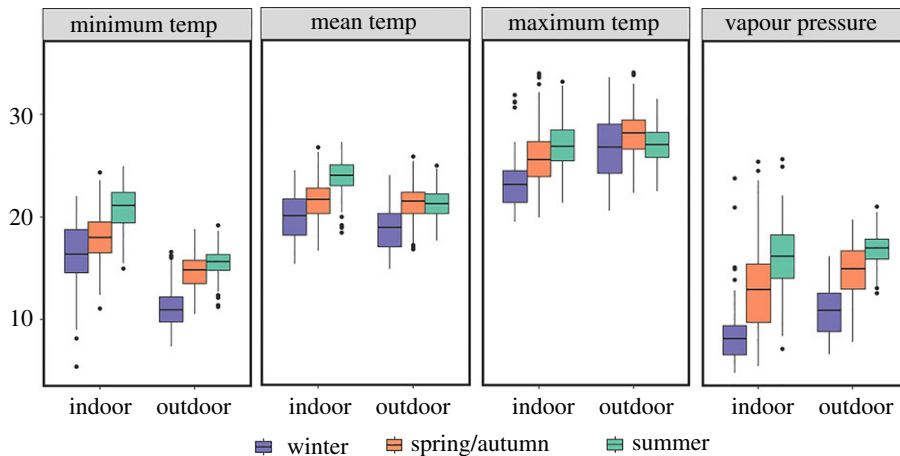 minimum temp mean temp maximum temp vapour pressure
30
20
10
indoor outdoor indoor outdoor indoor outdoor indoor outdoor
winter spring/autumn summer